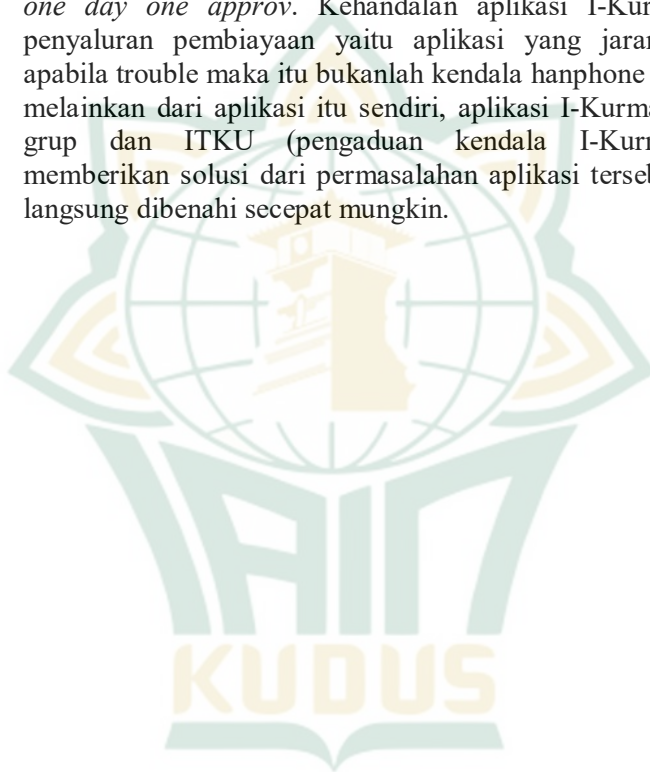 one day one approv. Kehandalan aplikasi I-Kur
penyaluran pembiayaan yaitu aplikasi yang jaran
apabila trouble maka itu bukanlah kendala hanphone
melainkan dari aplikasi itu sendiri, aplikasi I-Kurma
grup dan ITKU (pengaduan kendala I-Kurm
memberikan solusi dari permasalahan aplikasi terseb
langsung dibenahi secepat mungkin.
IAIN
KUDUS